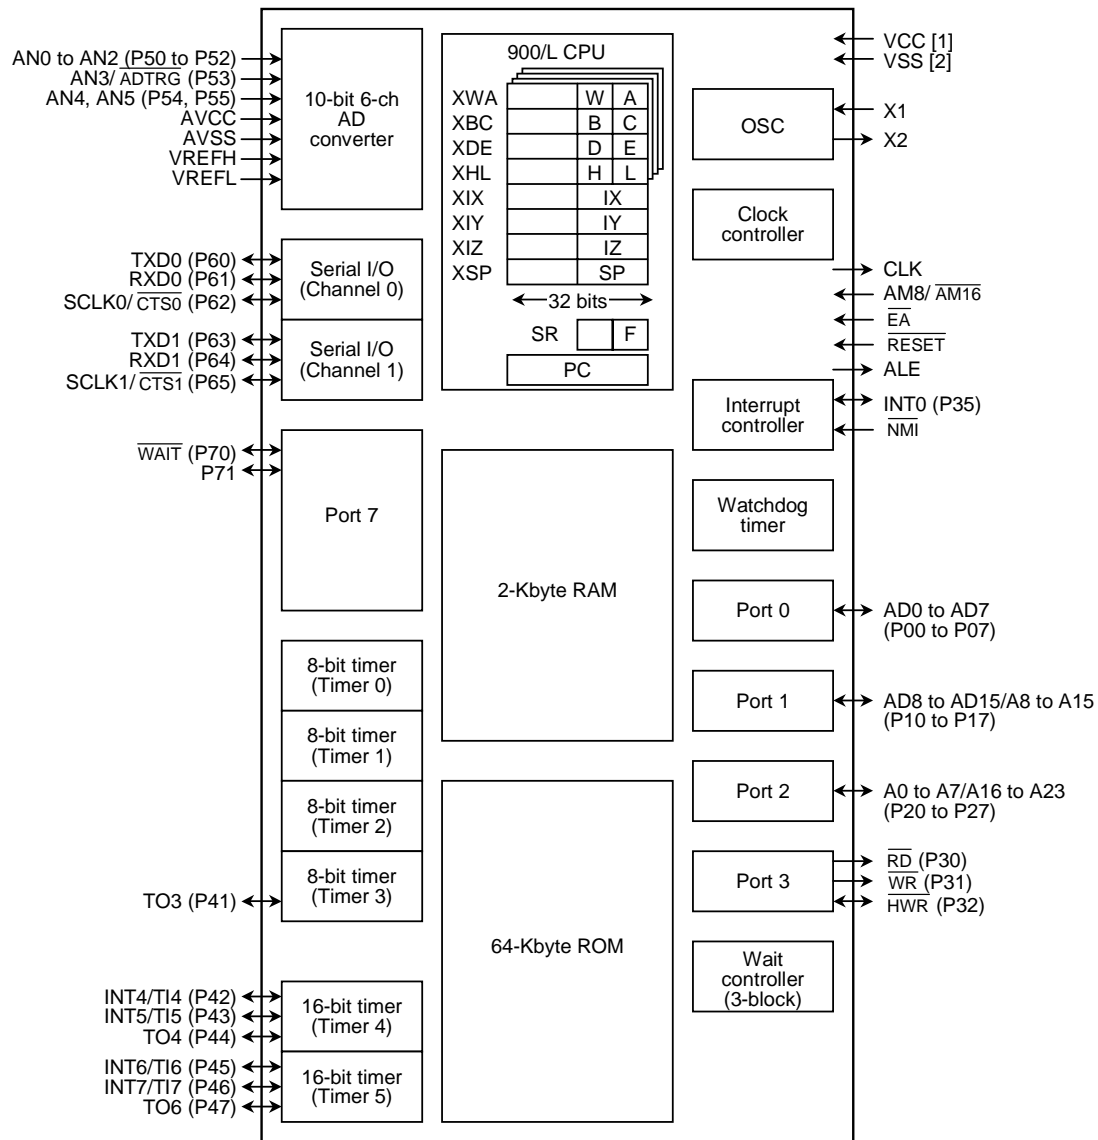 AN0 to AN2 (P50 to P52)
AN3/ADTRG (P53)
AN4, AN5 (P54, P55)
AVCC
AVSS
VREFH
VREFL
10-bit 6-ch
AD
converter
TXD0 (P60)
RXD0 (P61)
SCLK0/CTS0 (P62)
Serial I/O
(Channel 0)
TXD1 (P63)
RXD1 (P64)
SCLK1/CTS1 (P65)
Serial I/O
(Channel 1)
WAIT (P70)
P71
Port 7
8-bit timer
(Timer 0)
8-bit timer
(Timer 1)
8-bit timer
(Timer 2)
TO3 (P41)
8-bit timer
(Timer 3)
INT4/TI4 (P42)
INT5/TI5 (P43)
TO4 (P44)
16-bit timer
(Timer 4)
INT6/TI6 (P45)
INT7/TI7 (P46)
TO6 (P47)
16-bit timer
(Timer 5)
900/L CPU
XWA W A
XBC B C
XDE D E
XHL H L
XIX IX
XIY IY
XIZ IZ
XSP SP
32 bits
SR F
PC
2-Kbyte RAM
64-Kbyte ROM
VCC [1]
VSS [2]
OSC
X1
X2
Clock
controller
CLK
AM8/AM16
EA
RESET
ALE
Interrupt
controller
INT0 (P35)
NMI
Watchdog
timer
Port 0
AD0 to AD7
(P00 to P07)
Port 1
AD8 to AD15/A8 to A15
(P10 to P17)
Port 2
A0 to A7/A16 to A23
(P20 to P27)
Port 3
RD (P30)
WR (P31)
HWR (P32)
Wait
controller
(3-block)